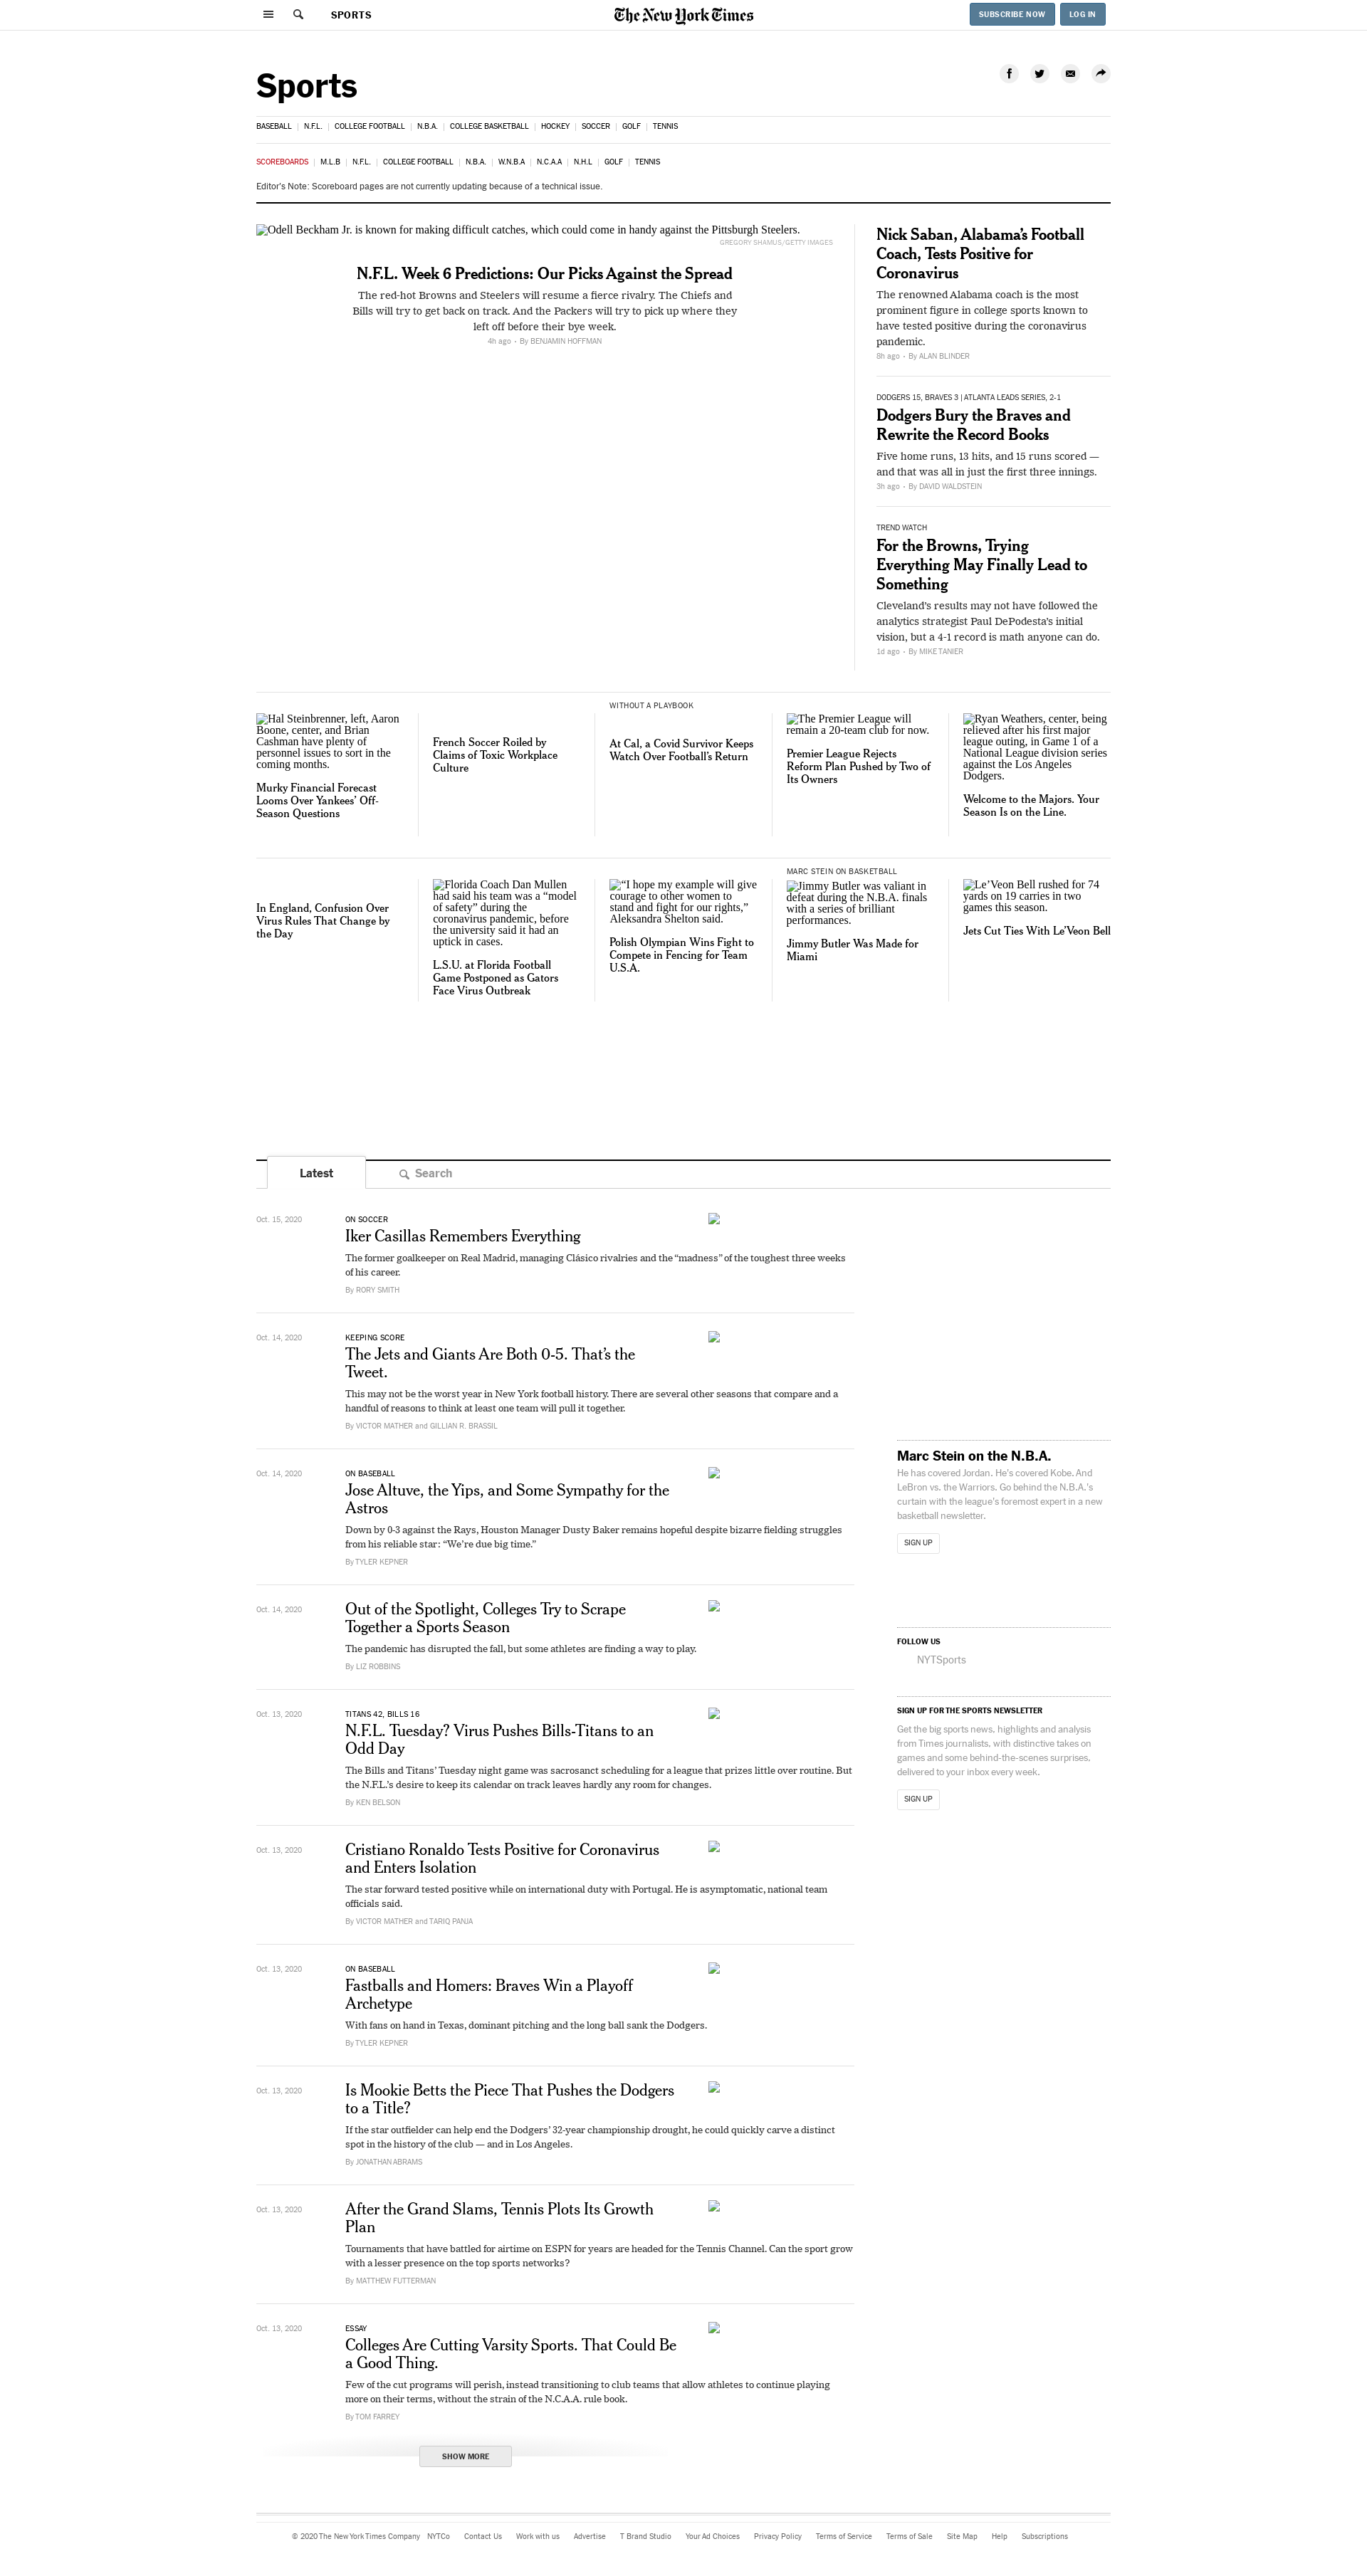 SPORTS
The New York Times
SUBSCRIBE NOW
LOG IN
Sports
BASEBALL | N.F.L. | COLLEGE FOOTBALL | N.B.A. | COLLEGE BASKETBALL | HOCKEY | SOCCER | GOLF | TENNIS
SCOREBOARDS | M.L.B | N.F.L. | COLLEGE FOOTBALL | N.B.A. | W.N.B.A | N.C.A.A | N.H.L | GOLF | TENNIS
Editor's Note: Scoreboard pages are not currently updating because of a technical issue.
Odell Beckham Jr. is known for making difficult catches, which could come in handy against the Pittsburgh Steelers.
GREGORY SHAMUS/GETTY IMAGES
N.F.L. Week 6 Predictions: Our Picks Against the Spread
The red-hot Browns and Steelers will resume a fierce rivalry. The Chiefs and
Bills will try to get back on track. And the Packers will try to pick up where they
left off before their bye week.
4h ago • By BENJAMIN HOFFMAN
Nick Saban, Alabama's Football
Coach, Tests Positive for
Coronavirus
The renowned Alabama coach is the most
prominent figure in college sports known to
have tested positive during the coronavirus
pandemic.
8h ago • By ALAN BLINDER
DODGERS 15, BRAVES 3 | ATLANTA LEADS SERIES, 2-1
Dodgers Bury the Braves and
Rewrite the Record Books
Five home runs, 13 hits, and 15 runs scored —
and that was all in just the first three innings.
3h ago • By DAVID WALDSTEIN
TREND WATCH
For the Browns, Trying
Everything May Finally Lead to
Something
Cleveland's results may not have followed the
analytics strategist Paul DePodesta's initial
vision, but a 4-1 record is math anyone can do.
1d ago • By MIKE TANIER
Hal Steinbrenner, left, Aaron
Boone, center, and Brian
Cashman have plenty of
personnel issues to sort in the
coming months.
Murky Financial Forecast
Looms Over Yankees' Off-
Season Questions
French Soccer Roiled by
Claims of Toxic Workplace
Culture
WITHOUT A PLAYBOOK
At Cal, a Covid Survivor Keeps
Watch Over Football's Return
The Premier League will
remain a 20-team club for now.
Premier League Rejects
Reform Plan Pushed by Two of
Its Owners
Ryan Weathers, center, being
relieved after his first major
league outing, in Game 1 of a
National League division series
against the Los Angeles
Dodgers.
Welcome to the Majors. Your
Season Is on the Line.
In England, Confusion Over
Virus Rules That Change by
the Day
Florida Coach Dan Mullen
had said his team was a “model
of safety” during the
coronavirus pandemic, before
the university said it had an
uptick in cases.
L.S.U. at Florida Football
Game Postponed as Gators
Face Virus Outbreak
“I hope my example will give
courage to other women to
stand and fight for our rights,”
Aleksandra Shelton said.
Polish Olympian Wins Fight to
Compete in Fencing for Team
U.S.A.
MARC STEIN ON BASKETBALL
Jimmy Butler was valiant in
defeat during the N.B.A. finals
with a series of brilliant
performances.
Jimmy Butler Was Made for
Miami
Le’Veon Bell rushed for 74
yards on 19 carries in two
games this season.
Jets Cut Ties With Le’Veon Bell
Latest
Search
Oct. 15, 2020
ON SOCCER
Iker Casillas Remembers Everything
The former goalkeeper on Real Madrid, managing Clásico rivalries and the “madness” of the toughest three weeks
of his career.
By RORY SMITH
Oct. 14, 2020
KEEPING SCORE
The Jets and Giants Are Both 0-5. That’s the
Tweet.
This may not be the worst year in New York football history. There are several other seasons that compare and a
handful of reasons to think at least one team will pull it together.
By VICTOR MATHER and GILLIAN R. BRASSIL
Oct. 14, 2020
ON BASEBALL
Jose Altuve, the Yips, and Some Sympathy for the
Astros
Down by 0-3 against the Rays, Houston Manager Dusty Baker remains hopeful despite bizarre fielding struggles
from his reliable star: “We’re due big time.”
By TYLER KEPNER
Oct. 14, 2020
Out of the Spotlight, Colleges Try to Scrape
Together a Sports Season
The pandemic has disrupted the fall, but some athletes are finding a way to play.
By LIZ ROBBINS
Oct. 13, 2020
TITANS 42, BILLS 16
N.F.L. Tuesday? Virus Pushes Bills-Titans to an
Odd Day
The Bills and Titans’ Tuesday night game was sacrosanct scheduling for a league that prizes little over routine. But
the N.F.L.’s desire to keep its calendar on track leaves hardly any room for changes.
By KEN BELSON
Oct. 13, 2020
Cristiano Ronaldo Tests Positive for Coronavirus
and Enters Isolation
The star forward tested positive while on international duty with Portugal. He is asymptomatic, national team
officials said.
By VICTOR MATHER and TARIQ PANJA
Oct. 13, 2020
ON BASEBALL
Fastballs and Homers: Braves Win a Playoff
Archetype
With fans on hand in Texas, dominant pitching and the long ball sank the Dodgers.
By TYLER KEPNER
Oct. 13, 2020
Is Mookie Betts the Piece That Pushes the Dodgers
to a Title?
If the star outfielder can help end the Dodgers’ 32-year championship drought, he could quickly carve a distinct
spot in the history of the club — and in Los Angeles.
By JONATHAN ABRAMS
Oct. 13, 2020
After the Grand Slams, Tennis Plots Its Growth
Plan
Tournaments that have battled for airtime on ESPN for years are headed for the Tennis Channel. Can the sport grow
with a lesser presence on the top sports networks?
By MATTHEW FUTTERMAN
Oct. 13, 2020
ESSAY
Colleges Are Cutting Varsity Sports. That Could Be
a Good Thing.
Few of the cut programs will perish, instead transitioning to club teams that allow athletes to continue playing
more on their terms, without the strain of the N.C.A.A. rule book.
By TOM FARREY
SHOW MORE
Marc Stein on the N.B.A.
He has covered Jordan. He’s covered Kobe. And
LeBron vs. the Warriors. Go behind the N.B.A.’s
curtain with the league’s foremost expert in a new
basketball newsletter.
SIGN UP
FOLLOW US
NYTSports
SIGN UP FOR THE SPORTS NEWSLETTER
Get the big sports news, highlights and analysis
from Times journalists, with distinctive takes on
games and some behind-the-scenes surprises,
delivered to your inbox every week.
SIGN UP
© 2020 The New York Times Company NYTCo Contact Us Work with us Advertise T Brand Studio Your Ad Choices Privacy Policy Terms of Service Terms of Sale Site Map Help Subscriptions